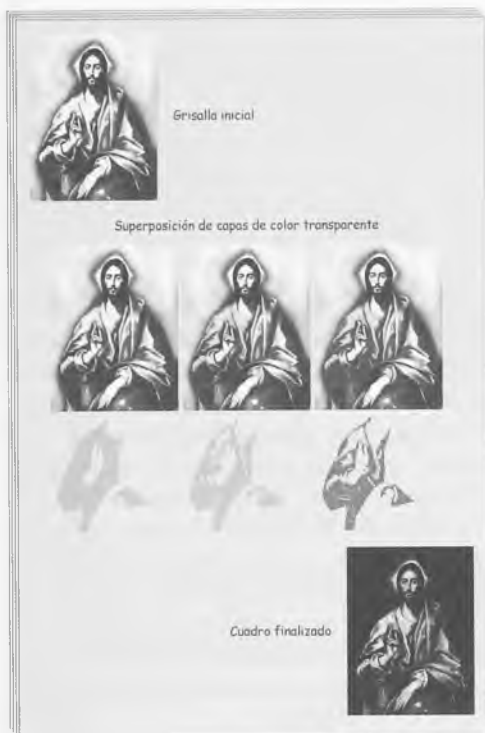 Grisalla inicial
Superposición de capas de color transparente
Cuadro finalizado